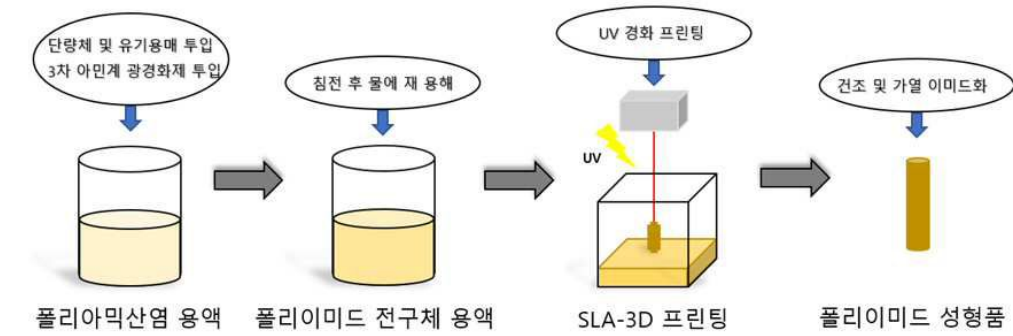 단량체 및 유기용매 투입
3차 아민계 광경화제 투입
침전 후 물에 재 용해
UV 경화 프린팅
건조 및 가열 이미드화
UV
폴리아믹산염 용액
폴리이미드 전구체 용액
SLA-3D 프린팅
폴리이미드 성형품